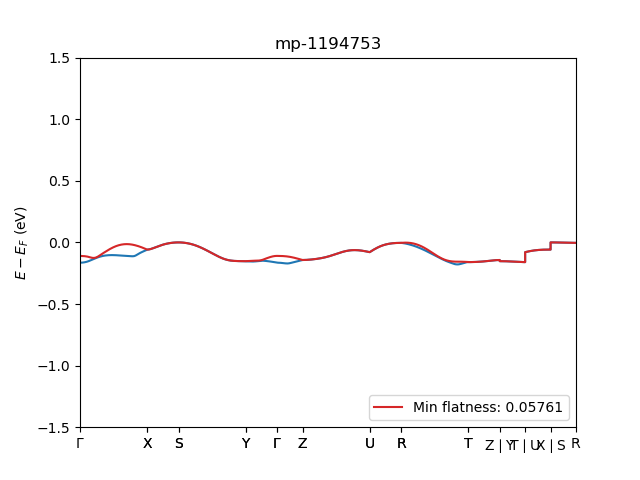 mp-1194753
E − E_F (eV)
1.5
1.0
0.5
0.0
−0.5
−1.0
−1.5
Min flatness: 0.05761
Γ X S Y Γ Z U R T Z | Y T | U X | S R